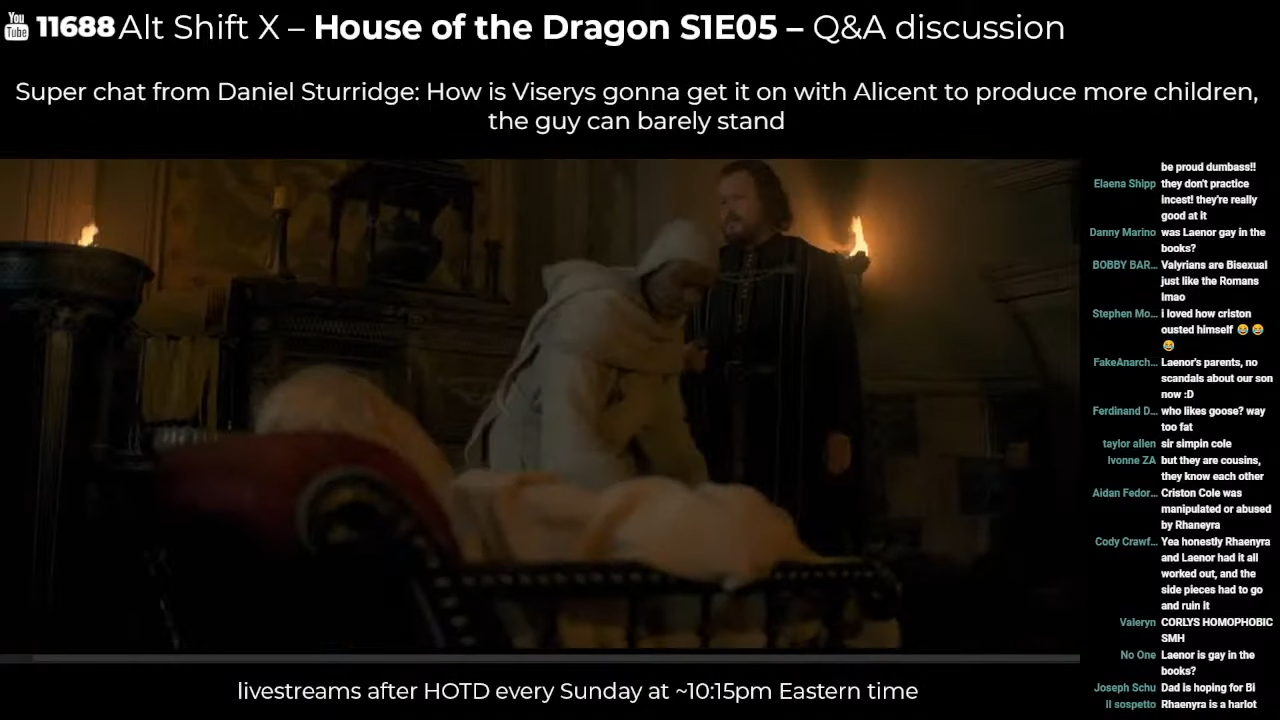 You
Tube
11688 Alt Shift X – House of the Dragon S1E05 – Q&A discussion
Super chat from Daniel Sturridge: How is Viserys gonna get it on with Alicent to produce more children,
the guy can barely stand
be proud dumbass!!
Elaena Shipp they don't practice
incest! they're really
good at it
Danny Marino was Laenor gay in the
books?
BOBBY BAR... Valyrians are Bisexual
just like the Romans
lmao
Stephen Mo... i loved how criston
ousted himself 😂 😂
😂
FakeAnarch... Laenor's parents, no
scandals about our son
now :D
Ferdinand D... who likes goose? way
too fat
taylor allen sir simpin cole
Ivonne ZA but they are cousins,
they know each other
Aidan Fedor... Criston Cole was
manipulated or abused
by Rhaneyra
Cody Crawf... Yea honestly Rhaenyra
and Laenor had it all
worked out, and the
side pieces had to go
and ruin it
Valeryn CORLYS HOMOPHOBIC
SMH
No One Laenor is gay in the
books?
Joseph Schu Dad is hoping for Bi
il sospetto Rhaenyra is a harlot
livestreams after HOTD every Sunday at ~10:15pm Eastern time